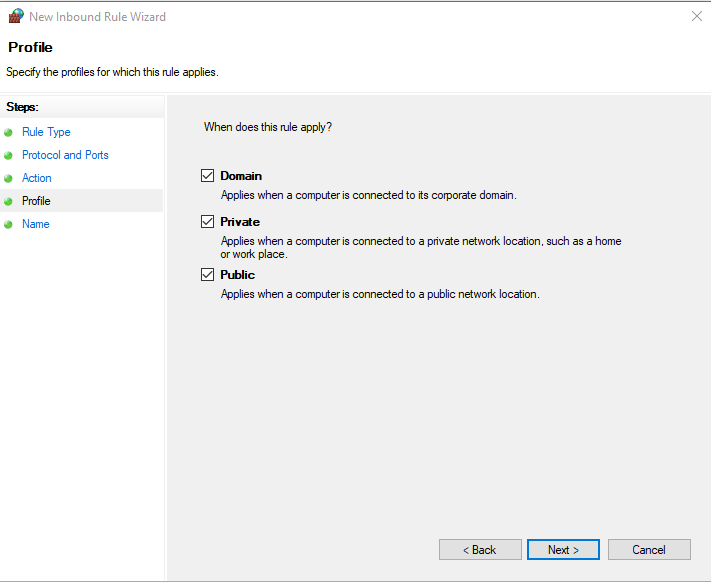 New Inbound Rule Wizard
Profile
Specify the profiles for which this rule applies.
Steps:
Rule Type
Protocol and Ports
Action
Profile
Name
When does this rule apply?
Domain
Applies when a computer is connected to its corporate domain.
Private
Applies when a computer is connected to a private network location, such as a home
or work place.
Public
Applies when a computer is connected to a public network location.
< Back
Next >
Cancel